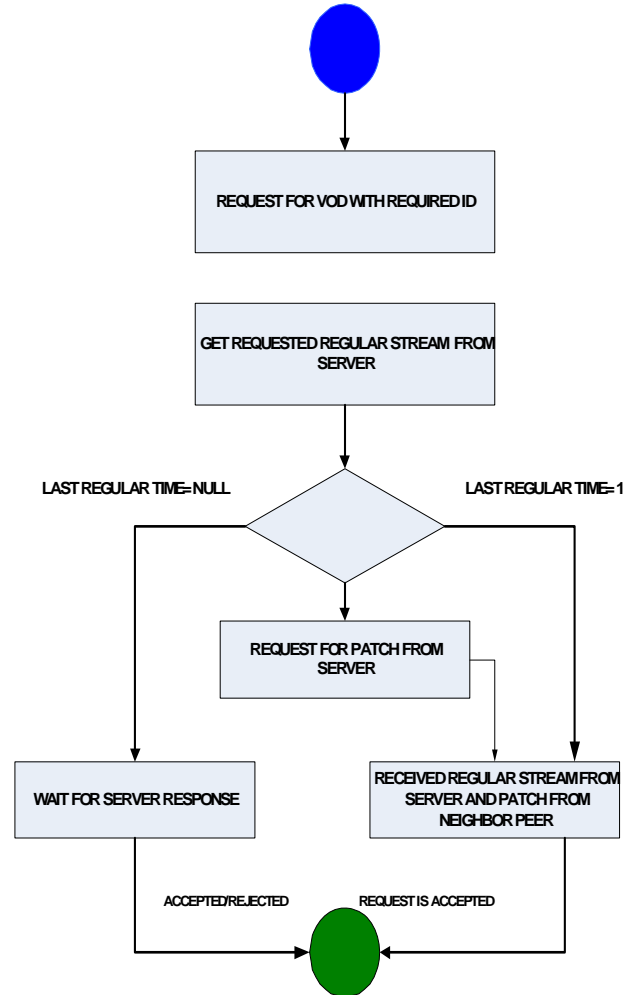 REQUEST FOR VOD WITH REQUIRED ID
GET REQUESTED REGULAR STREAM FROM
SERVER
LAST REGULAR TIME=NULL
LAST REGULAR TIME=1
REQUEST FOR PATCH FROM
SERVER
WAIT FOR SERVER RESPONSE
RECEIVED REGULAR STREAM FROM
SERVER AND PATCH FROM
NEIGHBOR PEER
ACCEPTED/REJECTED
REQUEST IS ACCEPTED